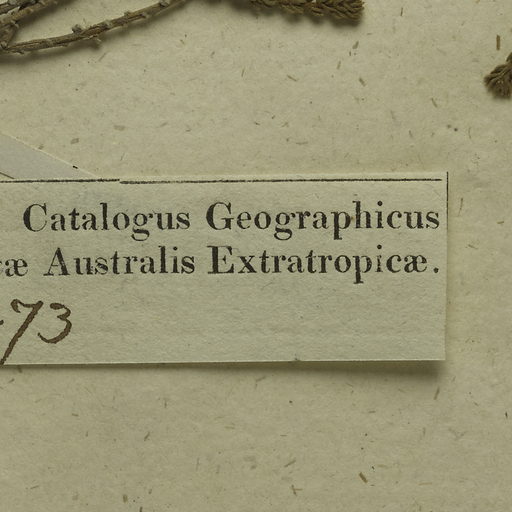 Catalogus Geographicus
æ Australis Extratropicæ.
73